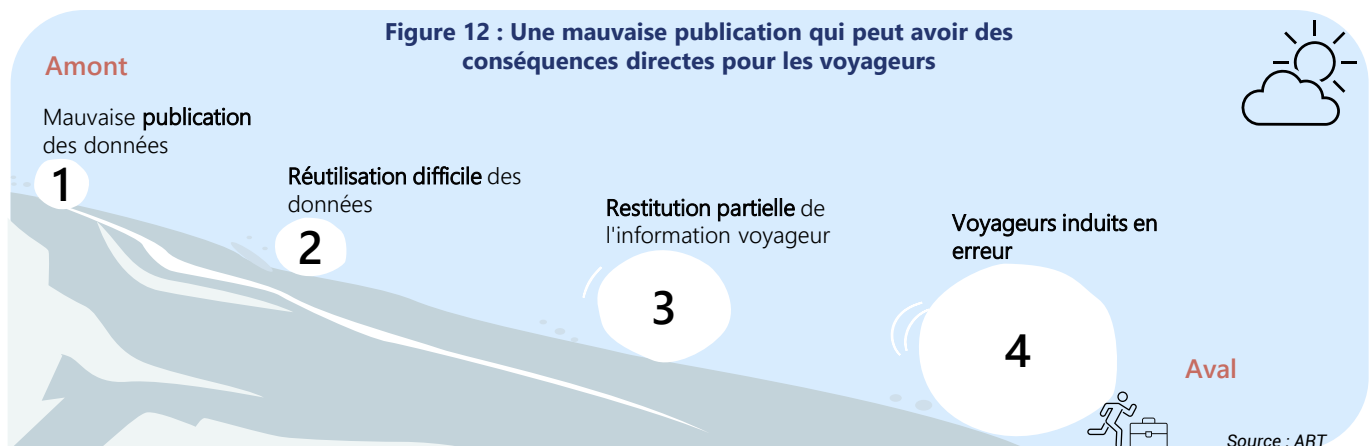 Figure 12 : Une mauvaise publication qui peut avoir des
conséquences directes pour les voyageurs
Amont
Mauvaise publication
des données
1
Réutilisation difficile des
données
2
Restitution partielle de
l'information voyageur
3
Voyageurs induits en
erreur
4
Aval
Source : ART